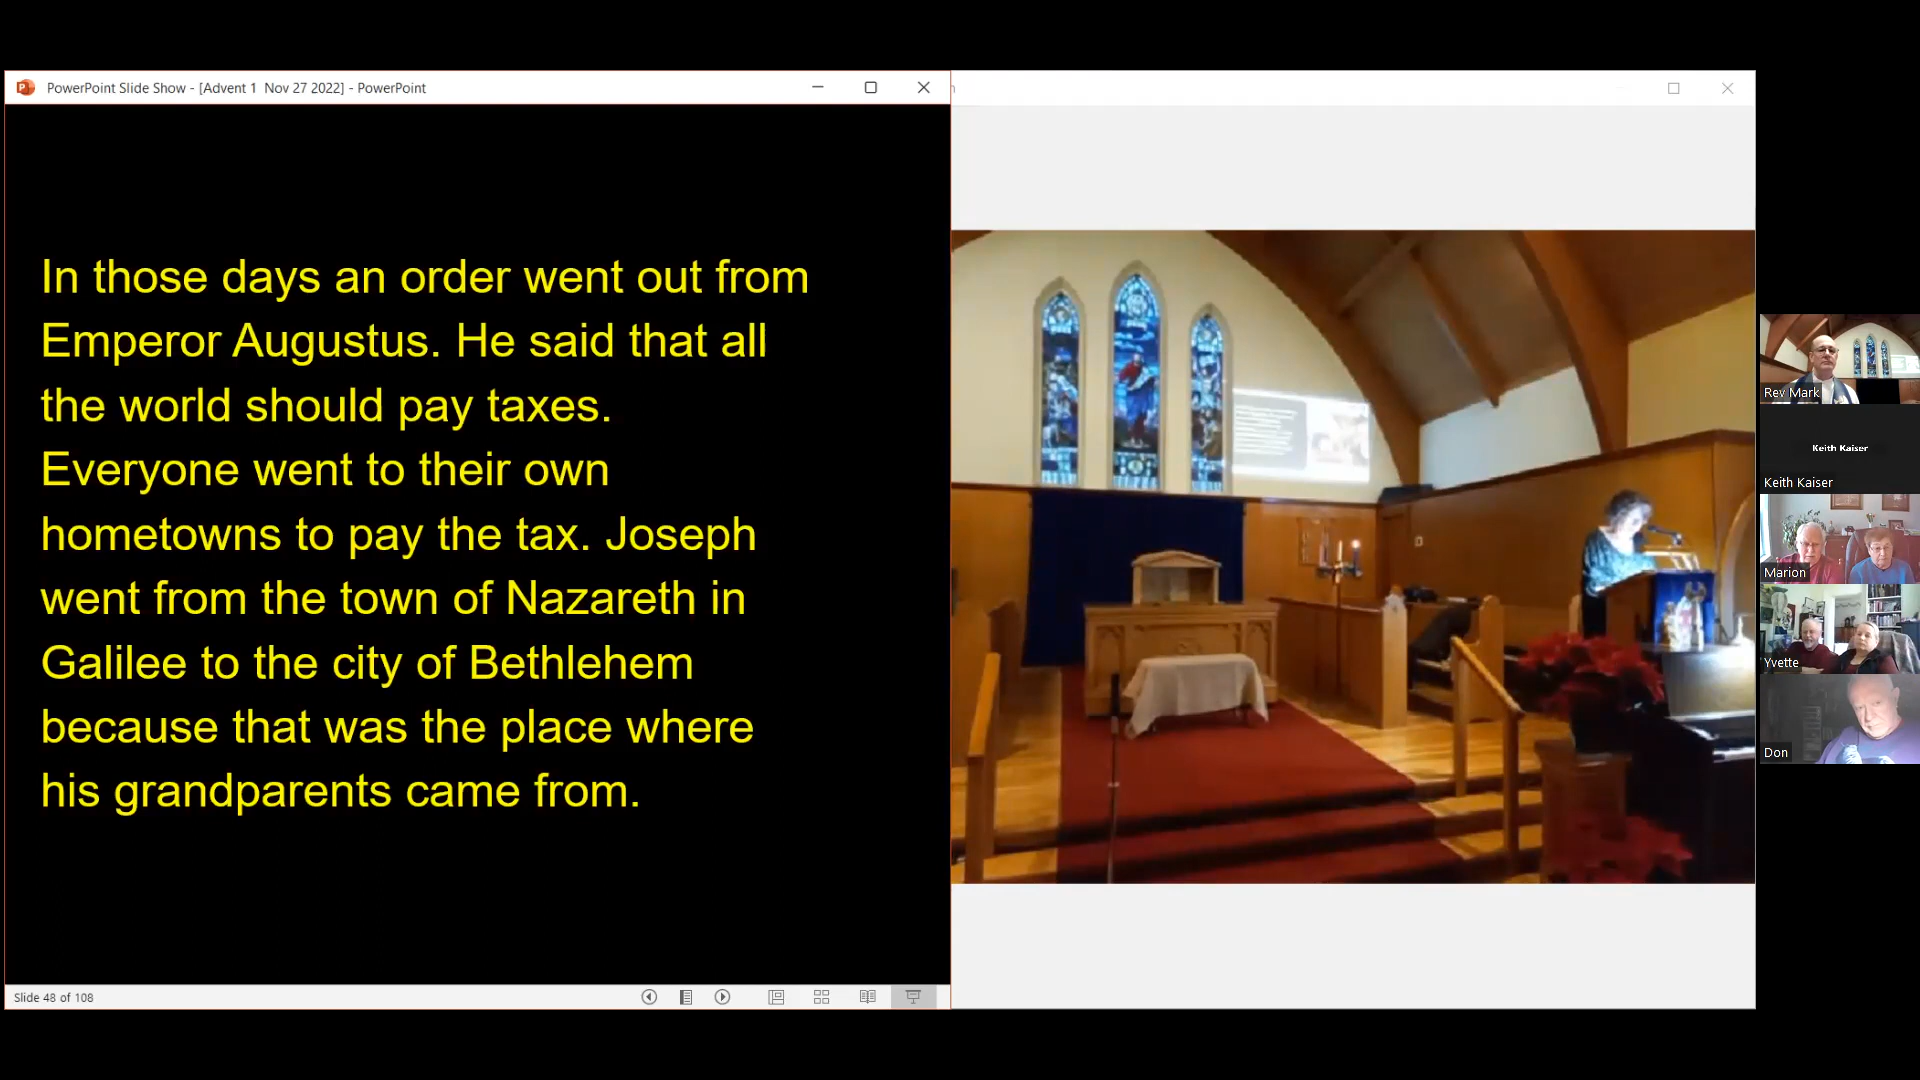 PowerPoint Slide Show - [Advent 1 Nov 27 2022] - PowerPoint
In those days an order went out from
Emperor Augustus. He said that all
the world should pay taxes.
Everyone went to their own
hometowns to pay the tax. Joseph
went from the town of Nazareth in
Galilee to the city of Bethlehem
because that was the place where
his grandparents came from.
Slide 48 of 108
Rev Mark
Keith Kaiser
Keith Kaiser
Marion
Yvette
Don